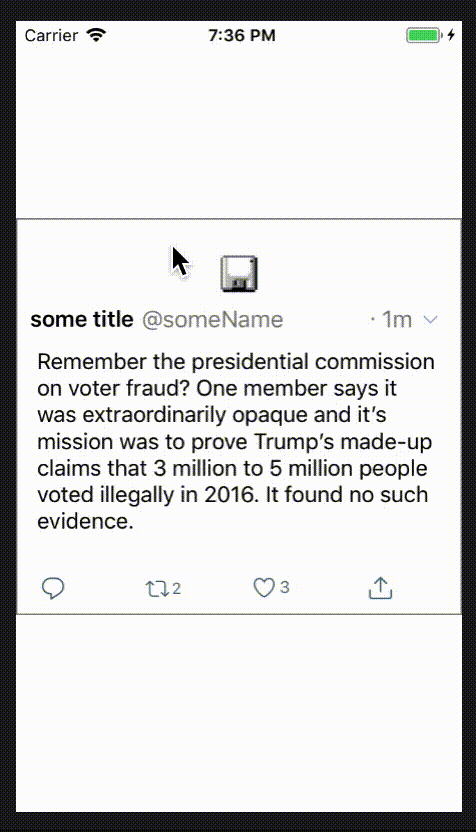 Carrier 7:36 PM
some title @someName · 1m
Remember the presidential commission
on voter fraud? One member says it
was extraordinarily opaque and it’s
mission was to prove Trump’s made-up
claims that 3 million to 5 million people
voted illegally in 2016. It found no such
evidence.
2 3